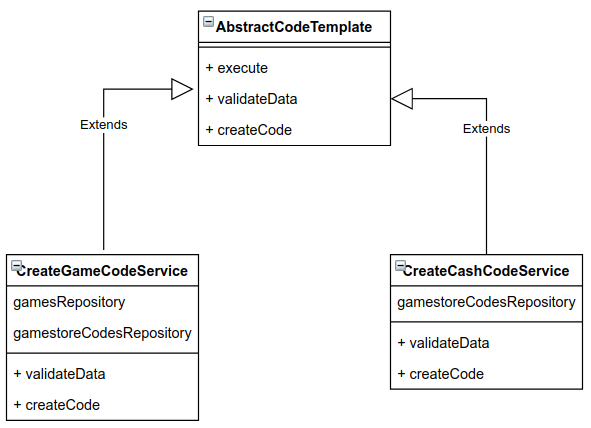 AbstractCodeTemplate
+ execute
+ validateData
+ createCode
Extends
Extends
CreateGameCodeService
gamesRepository
gamestoreCodesRepository
+ validateData
+ createCode
CreateCashCodeService
gamestoreCodesRepository
+ validateData
+ createCode